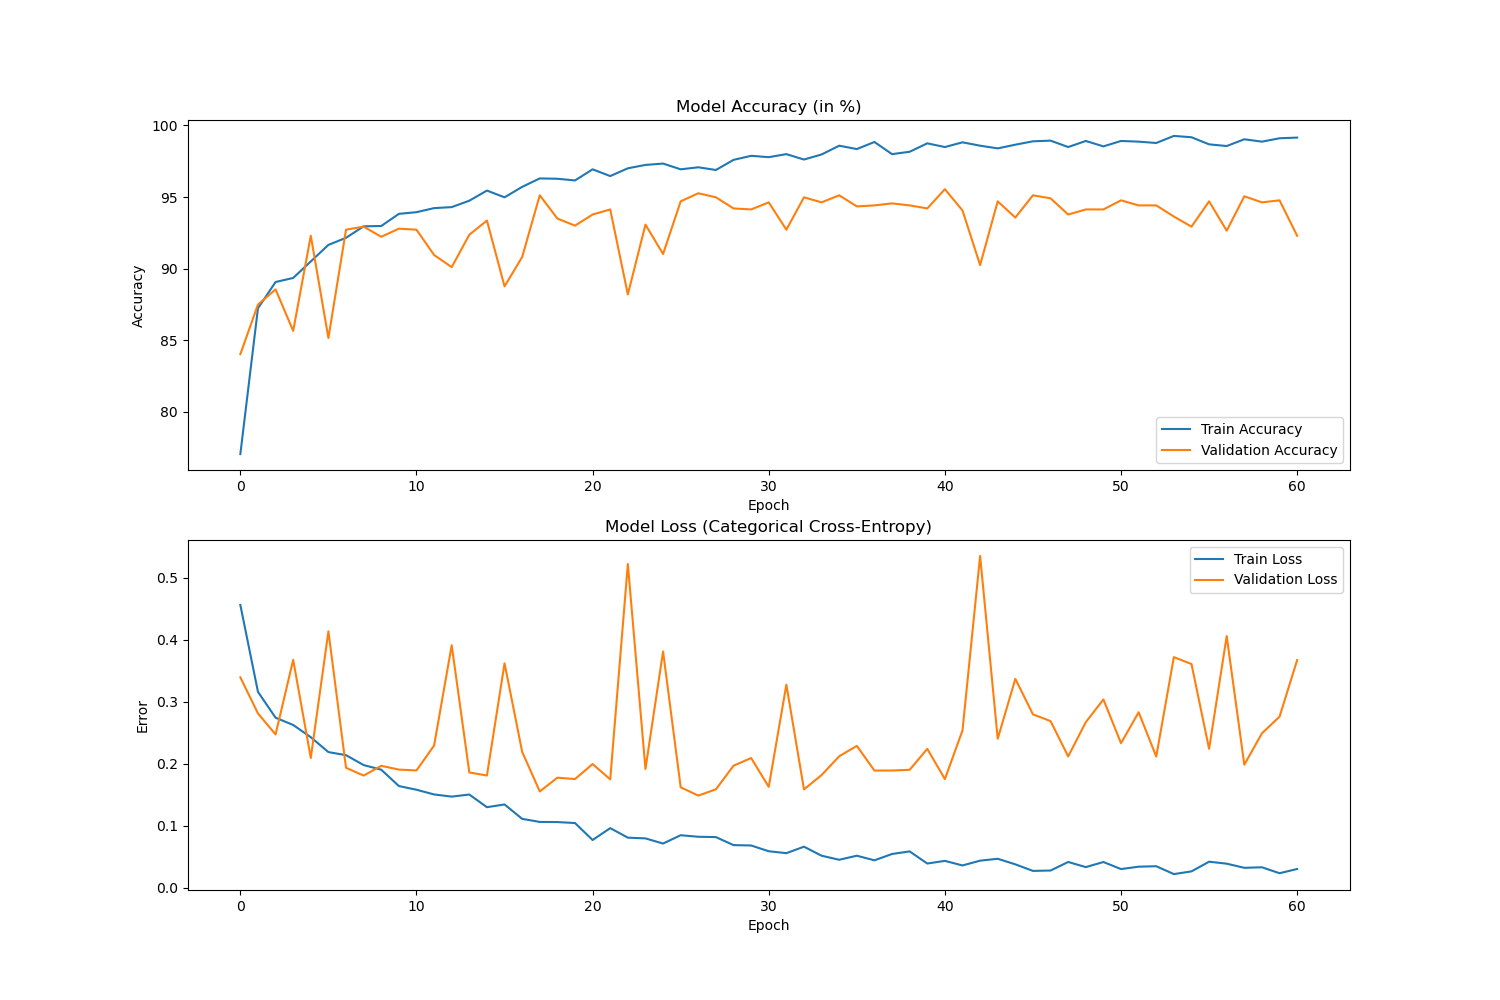 Model Accuracy (in %)
100
95
90
85
80
Accuracy
Train Accuracy
Validation Accuracy
0 10 20 30 40 50 60
Epoch
Model Loss (Categorical Cross-Entropy)
0.5
0.4
0.3
0.2
0.1
0.0
Error
Train Loss
Validation Loss
0 10 20 30 40 50 60
Epoch